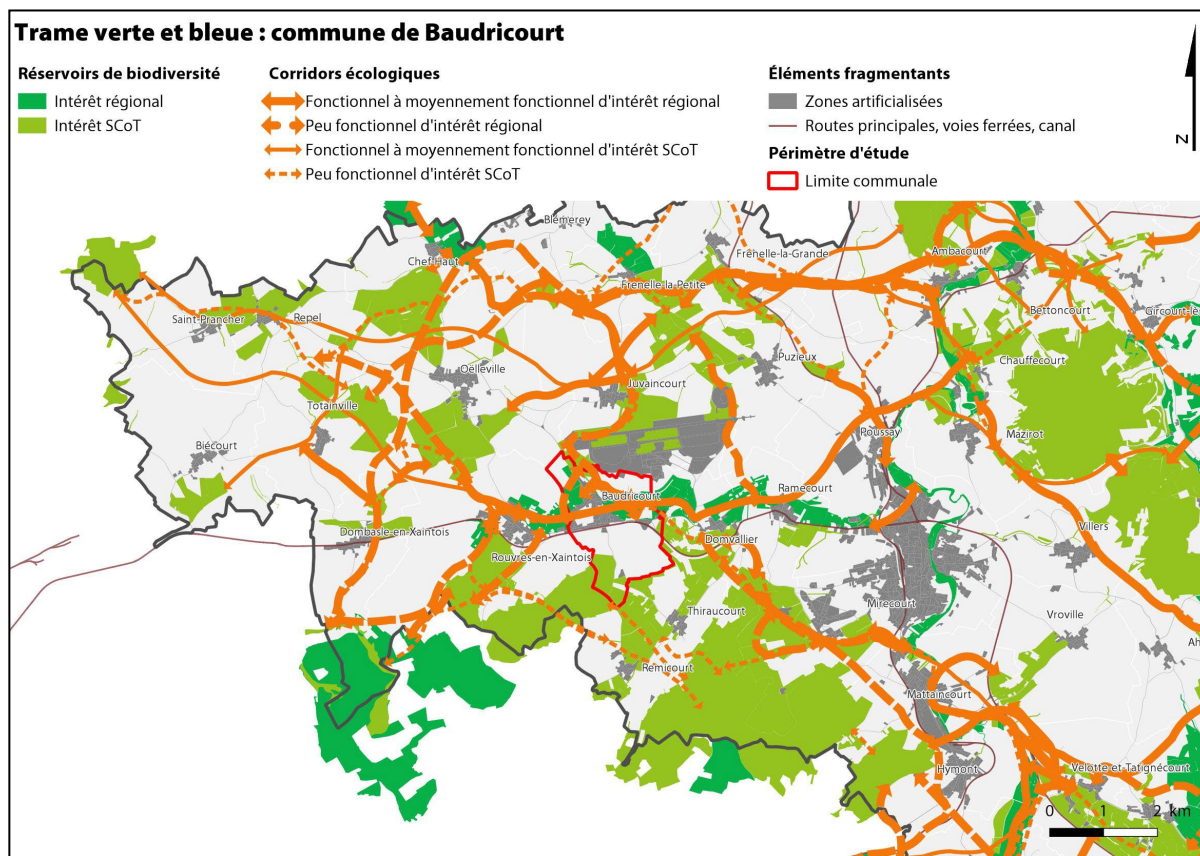 Trame verte et bleue : commune de Baudricourt
Réservoirs de biodiversité
Intérêt régional
Intérêt SCoT
Corridors écologiques
Fonctionnel à moyennement fonctionnel d'intérêt régional
Peu fonctionnel d'intérêt régional
Fonctionnel à moyennement fonctionnel d'intérêt SCoT
Peu fonctionnel d'intérêt SCoT
Éléments fragmentants
Zones artificialisées
Routes principales, voies ferrées, canal
Périmètre d'étude
Limite communale
Z
Blémerey
Frenelle-la-Grande
Ambacourt
Chef-Haut
Frenelle-la-Petite
Bettoncourt
Saint-Prancher
Repel
Gircourt-le
Puzieux
Chauffecourt
Oëlleville
Juvaincourt
Totainville
Poussay
Mazirot
Biécourt
Ramecourt
Baudricourt
Villers
Dombasle-en-Xaintois
Domvallier
Rouvres-en-Xaintois
Mirecourt
Thiraucourt
Vroville
Ah
Remicourt
Mattaincourt
Hymont
Velotte-et-Tatignécourt
0 1 2 km